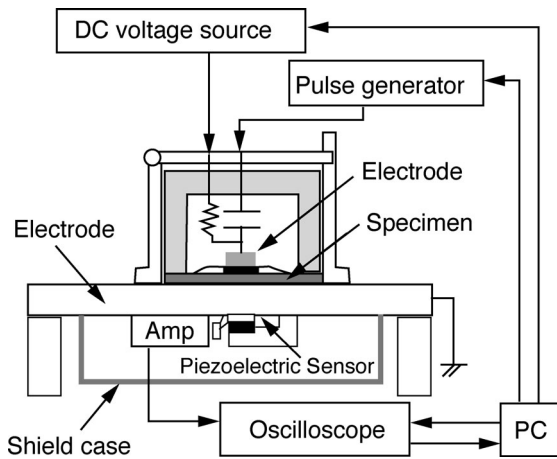 DC voltage source
Pulse generator
Electrode
Specimen
Electrode
Amp
Piezoelectric Sensor
Oscilloscope
PC
Shield case